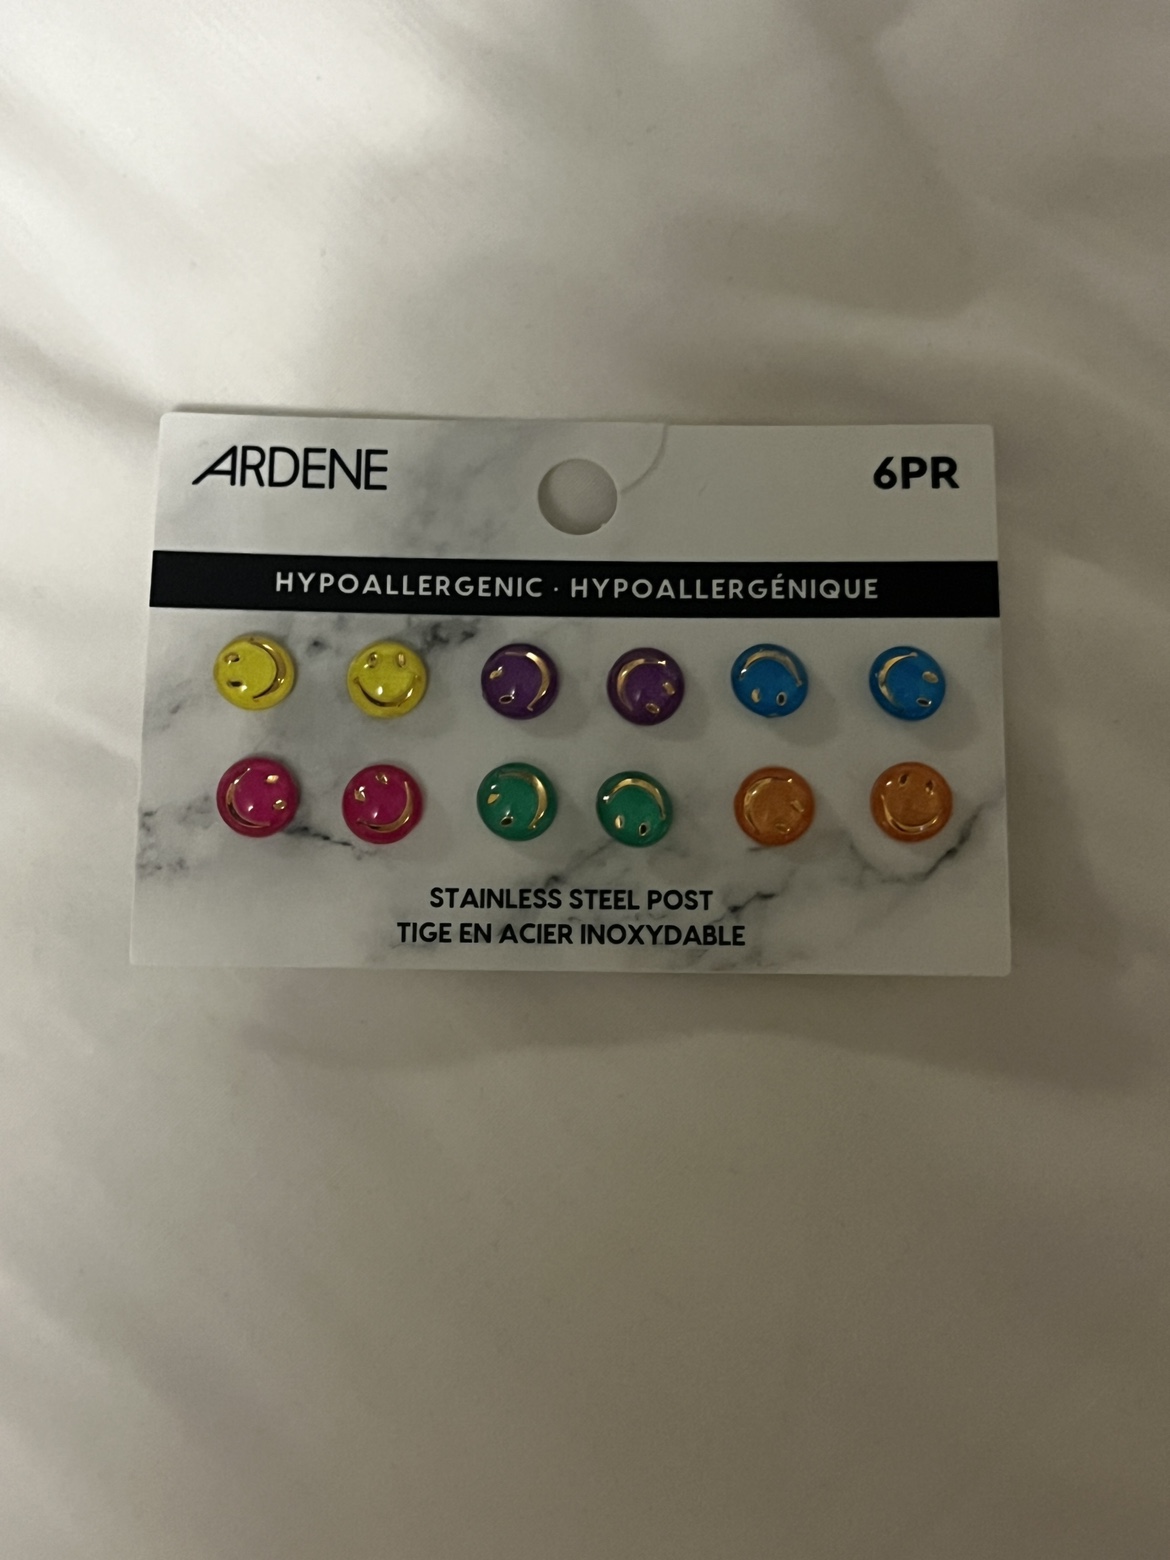 ARDENE
6PR
HYPOALLERGENIC · HYPOALLERGÉNIQUE
STAINLESS STEEL POST
TIGE EN ACIER INOXYDABLE